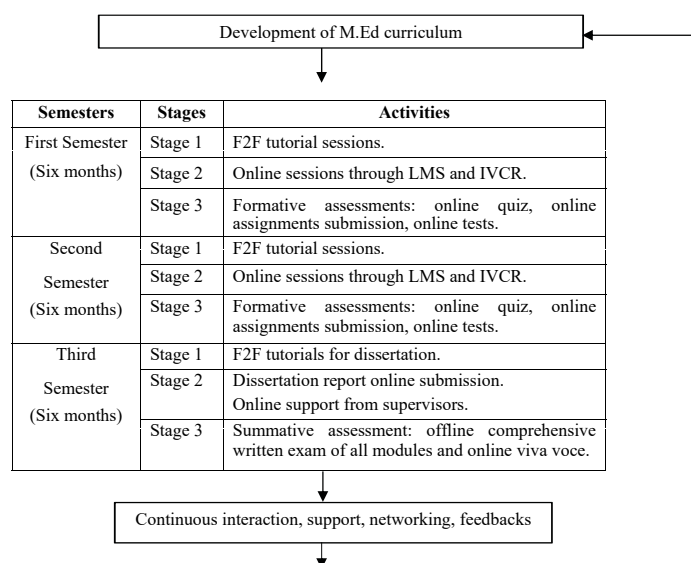 Development of M.Ed curriculum
Semesters Stages Activities
First Semester Stage 1 F2F tutorial sessions.
(Six months) Stage 2 Online sessions through LMS and IVCR.
Stage 3 Formative assessments: online quiz, online
assignments submission, online tests.
Second Stage 1 F2F tutorial sessions.
Semester Stage 2 Online sessions through LMS and IVCR.
(Six months) Stage 3 Formative assessments: online quiz, online
assignments submission, online tests.
Third Stage 1 F2F tutorials for dissertation.
Semester Stage 2 Dissertation report online submission.
(Six months) Online support from supervisors.
Stage 3 Summative assessment: offline comprehensive
written exam of all modules and online viva voce.
Continuous interaction, support, networking, feedbacks